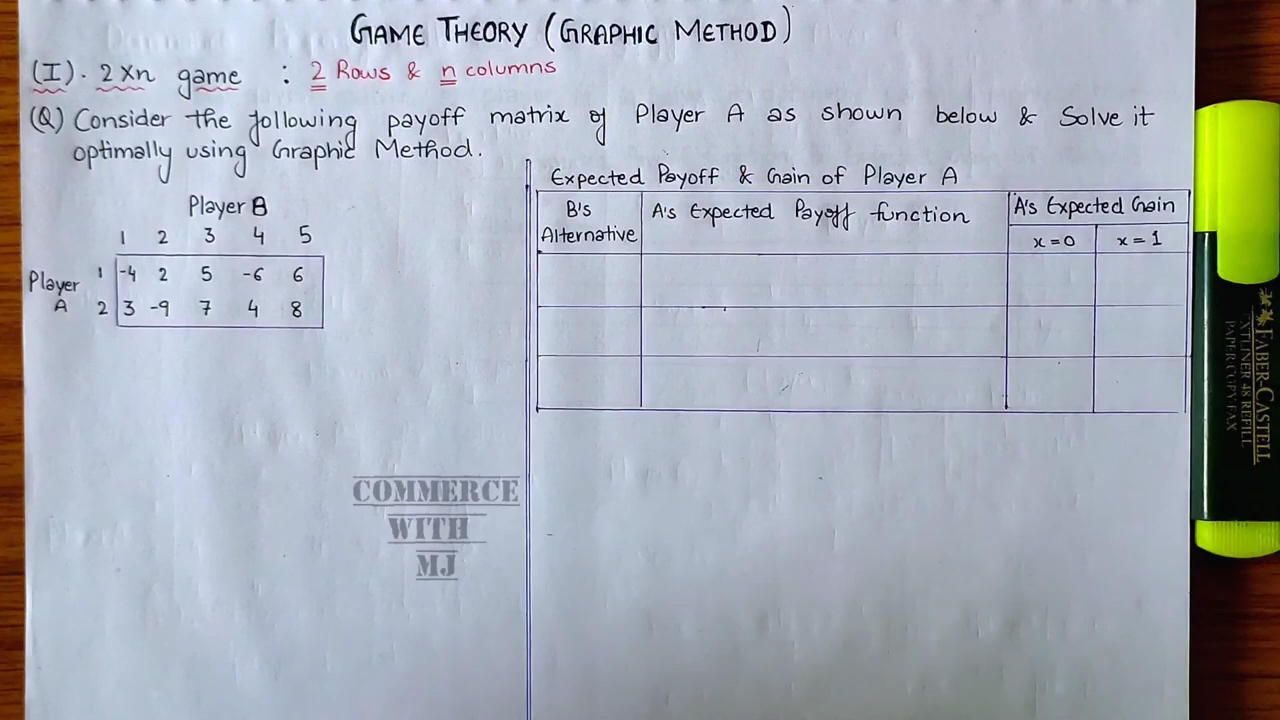 GAME THEORY (GRAPHIC METHOD)
(I). 2 x n game : 2 Rows & n columns
(Q) Consider the following payoff matrix of Player A as shown below & Solve it
optimally using Graphic Method.
Player B
1 2 3 4 5
Player A
1 -4 2 5 -6 6
2 3 -9 7 4 8
Expected Payoff & Gain of Player A
B's Alternative
A's Expected Payoff function
A's Expected Gain
x = 0
x = 1
COMMERCE
WITH
MJ
FABER-CASTELL
TEXTLINER 48 REFILL
PAPER COPY FAX